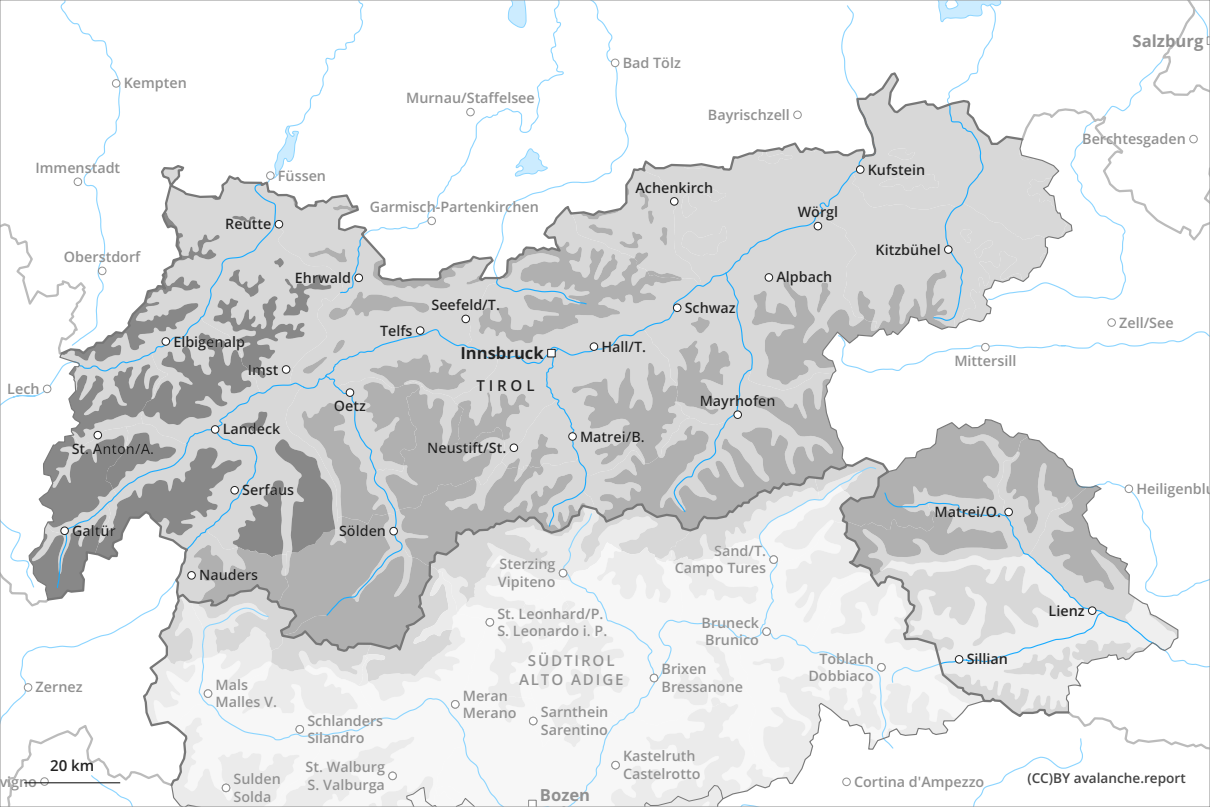 Salzburg
Bad Tölz
Kempten
Murnau/Staffelsee
Bayrischzell
Berchtesgaden
Immenstadt
Füssen
Kufstein
Achenkirch
Garmisch-Partenkirchen
Wörgl
Reutte
Kitzbühel
Oberstdorf
Ehrwald
Alpbach
Seefeld/T.
Schwaz
Zell/See
Telfs
Elbigenalp
Innsbruck
Hall/T.
Mittersill
Imst
TIROL
Lech
Oetz
Mayrhofen
Landeck
Matrei/B.
St. Anton/A.
Neustift/St.
Serfaus
Heiligenblu
Matrei/O.
Galtür
Sölden
Sand/T.
Campo Tures
Sterzing
Vipiteno
Nauders
Lienz
St. Leonhard/P.
S. Leonardo i. P.
Bruneck
Brunico
SÜDTIROL
ALTO ADIGE
Toblach
Dobbiaco
Sillian
Brixen
Bressanone
Zernez
Mals
Malles V.
Meran
Merano
Sarnthein
Sarentino
Schlanders
Silandro
Kastelruth
Castelrotto
St. Walburg
S. Valburga
20 km
vigno
Sulden
Solda
Cortina d'Ampezzo
(CC)BY avalanche.report
Bozen